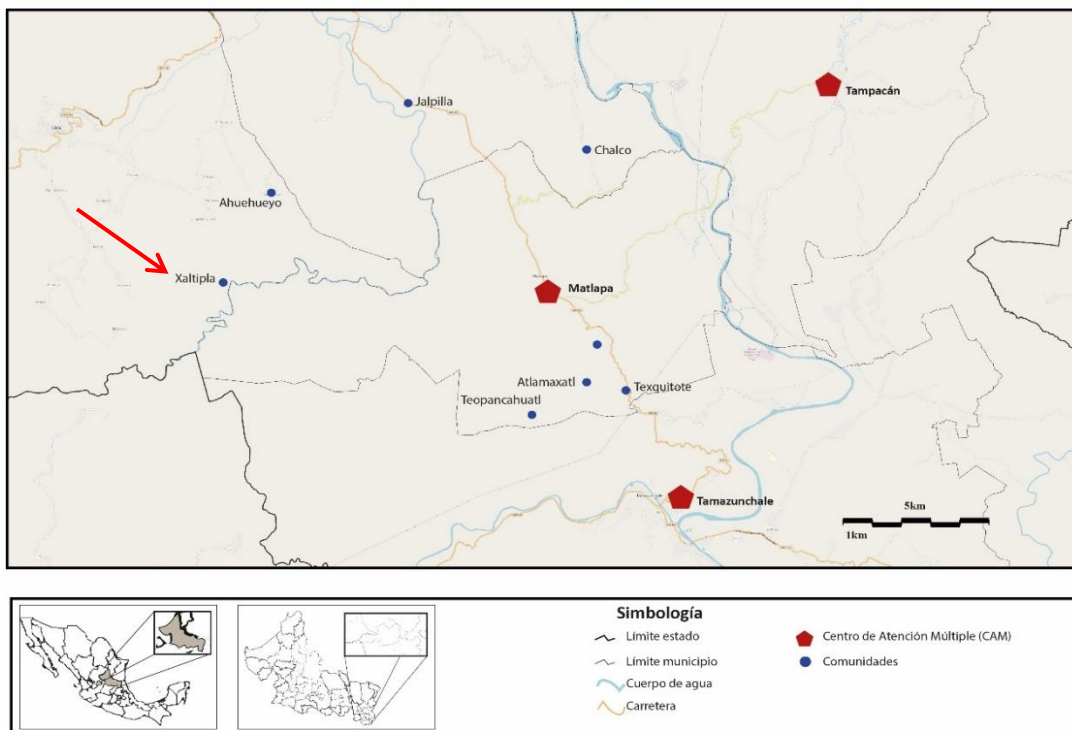 Jalpilla
Tampacán
Chalco
Ahuehueyo
Xaltipla
Matlapa
Atlamaxatl
Texquitote
Teopancahuatl
Tamazunchale
5km
1km
Simbología
Límite estado
Límite municipio
Cuerpo de agua
Carretera
Centro de Atención Múltiple (CAM)
Comunidades